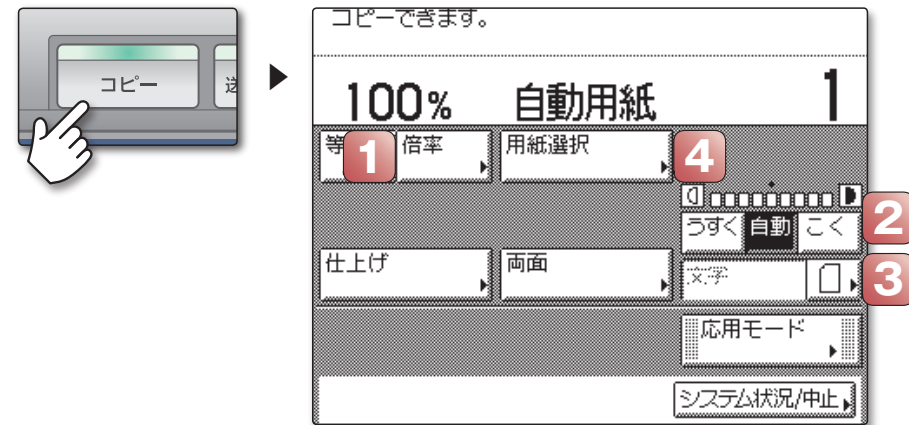 コピー
送
コピーできます。
100% 自動用紙 1
等
1
倍率
用紙選択
4
うすく 自動 こく
2
仕上げ
両面
文字
3
応用モード
システム状況/中止